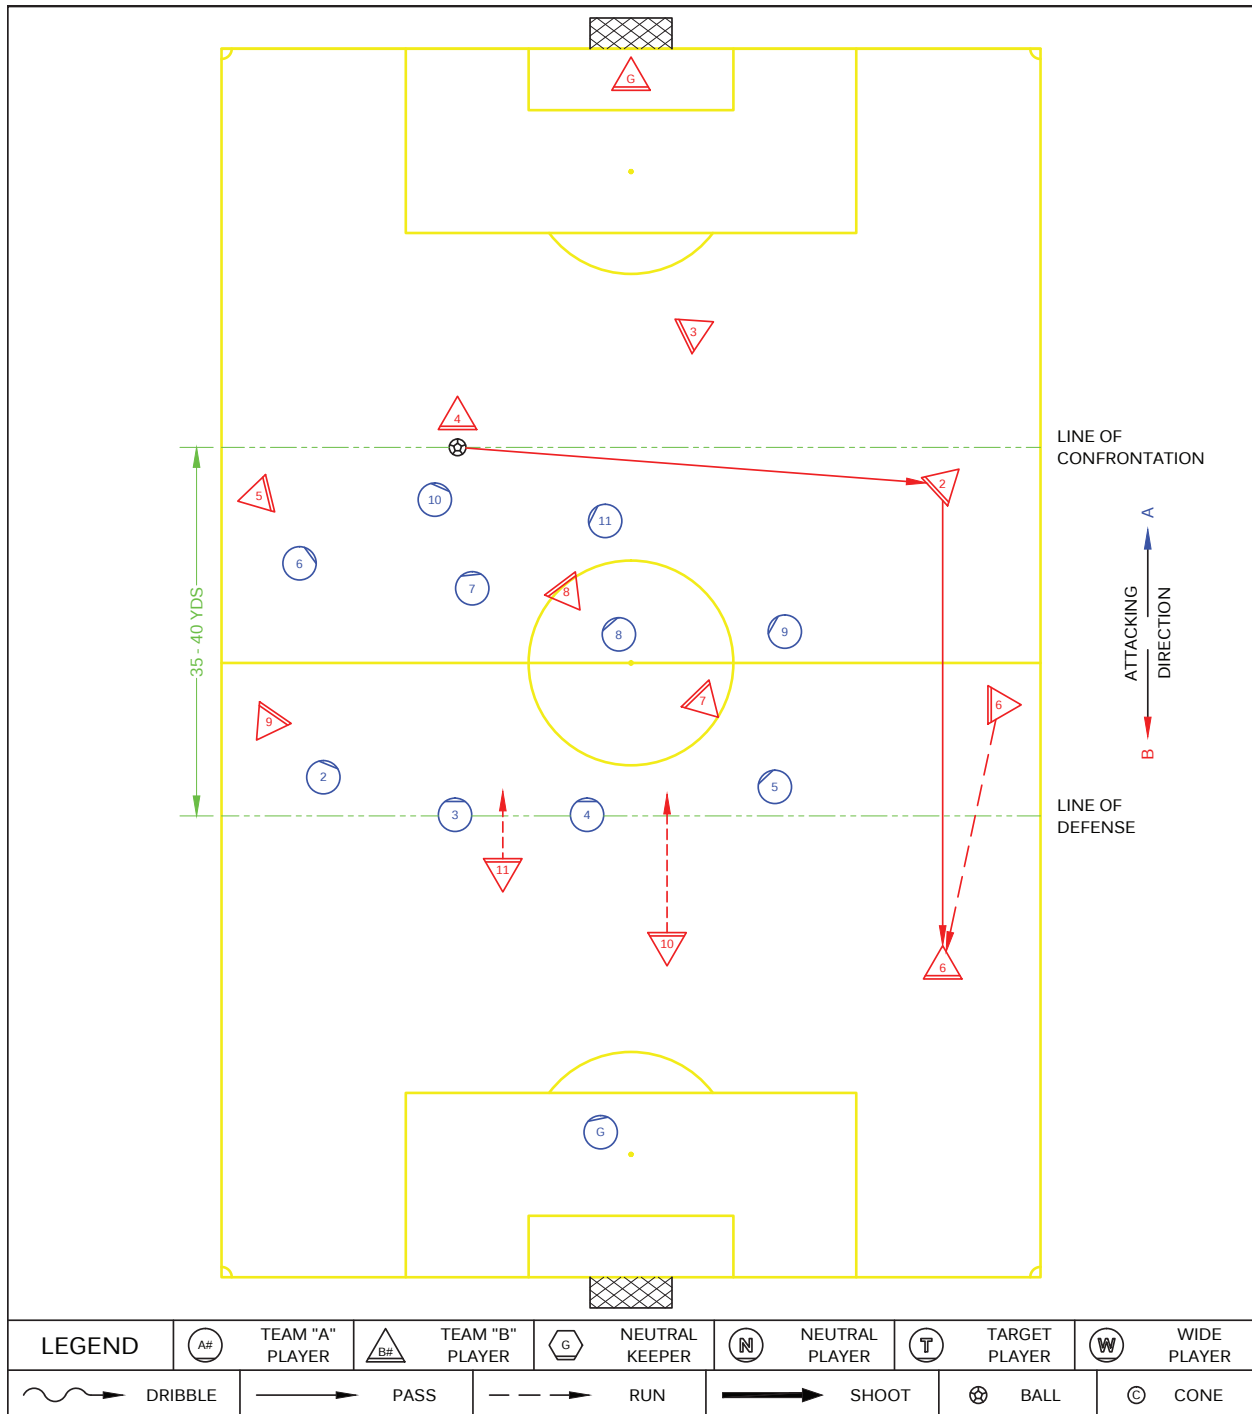 G
3
4
LINE OF
CONFRONTATION
5
10
2
11
A
6
7
8
8
9
35 - 40 YDS
ATTACKING
DIRECTION
9
7
6
B
2
5
3
4
LINE OF
DEFENSE
11
10
6
G
LEGEND
A#
TEAM "A"
PLAYER
B#
TEAM "B"
PLAYER
G
NEUTRAL
KEEPER
N
NEUTRAL
PLAYER
T
TARGET
PLAYER
W
WIDE
PLAYER
DRIBBLE
PASS
RUN
SHOOT
BALL
C
CONE